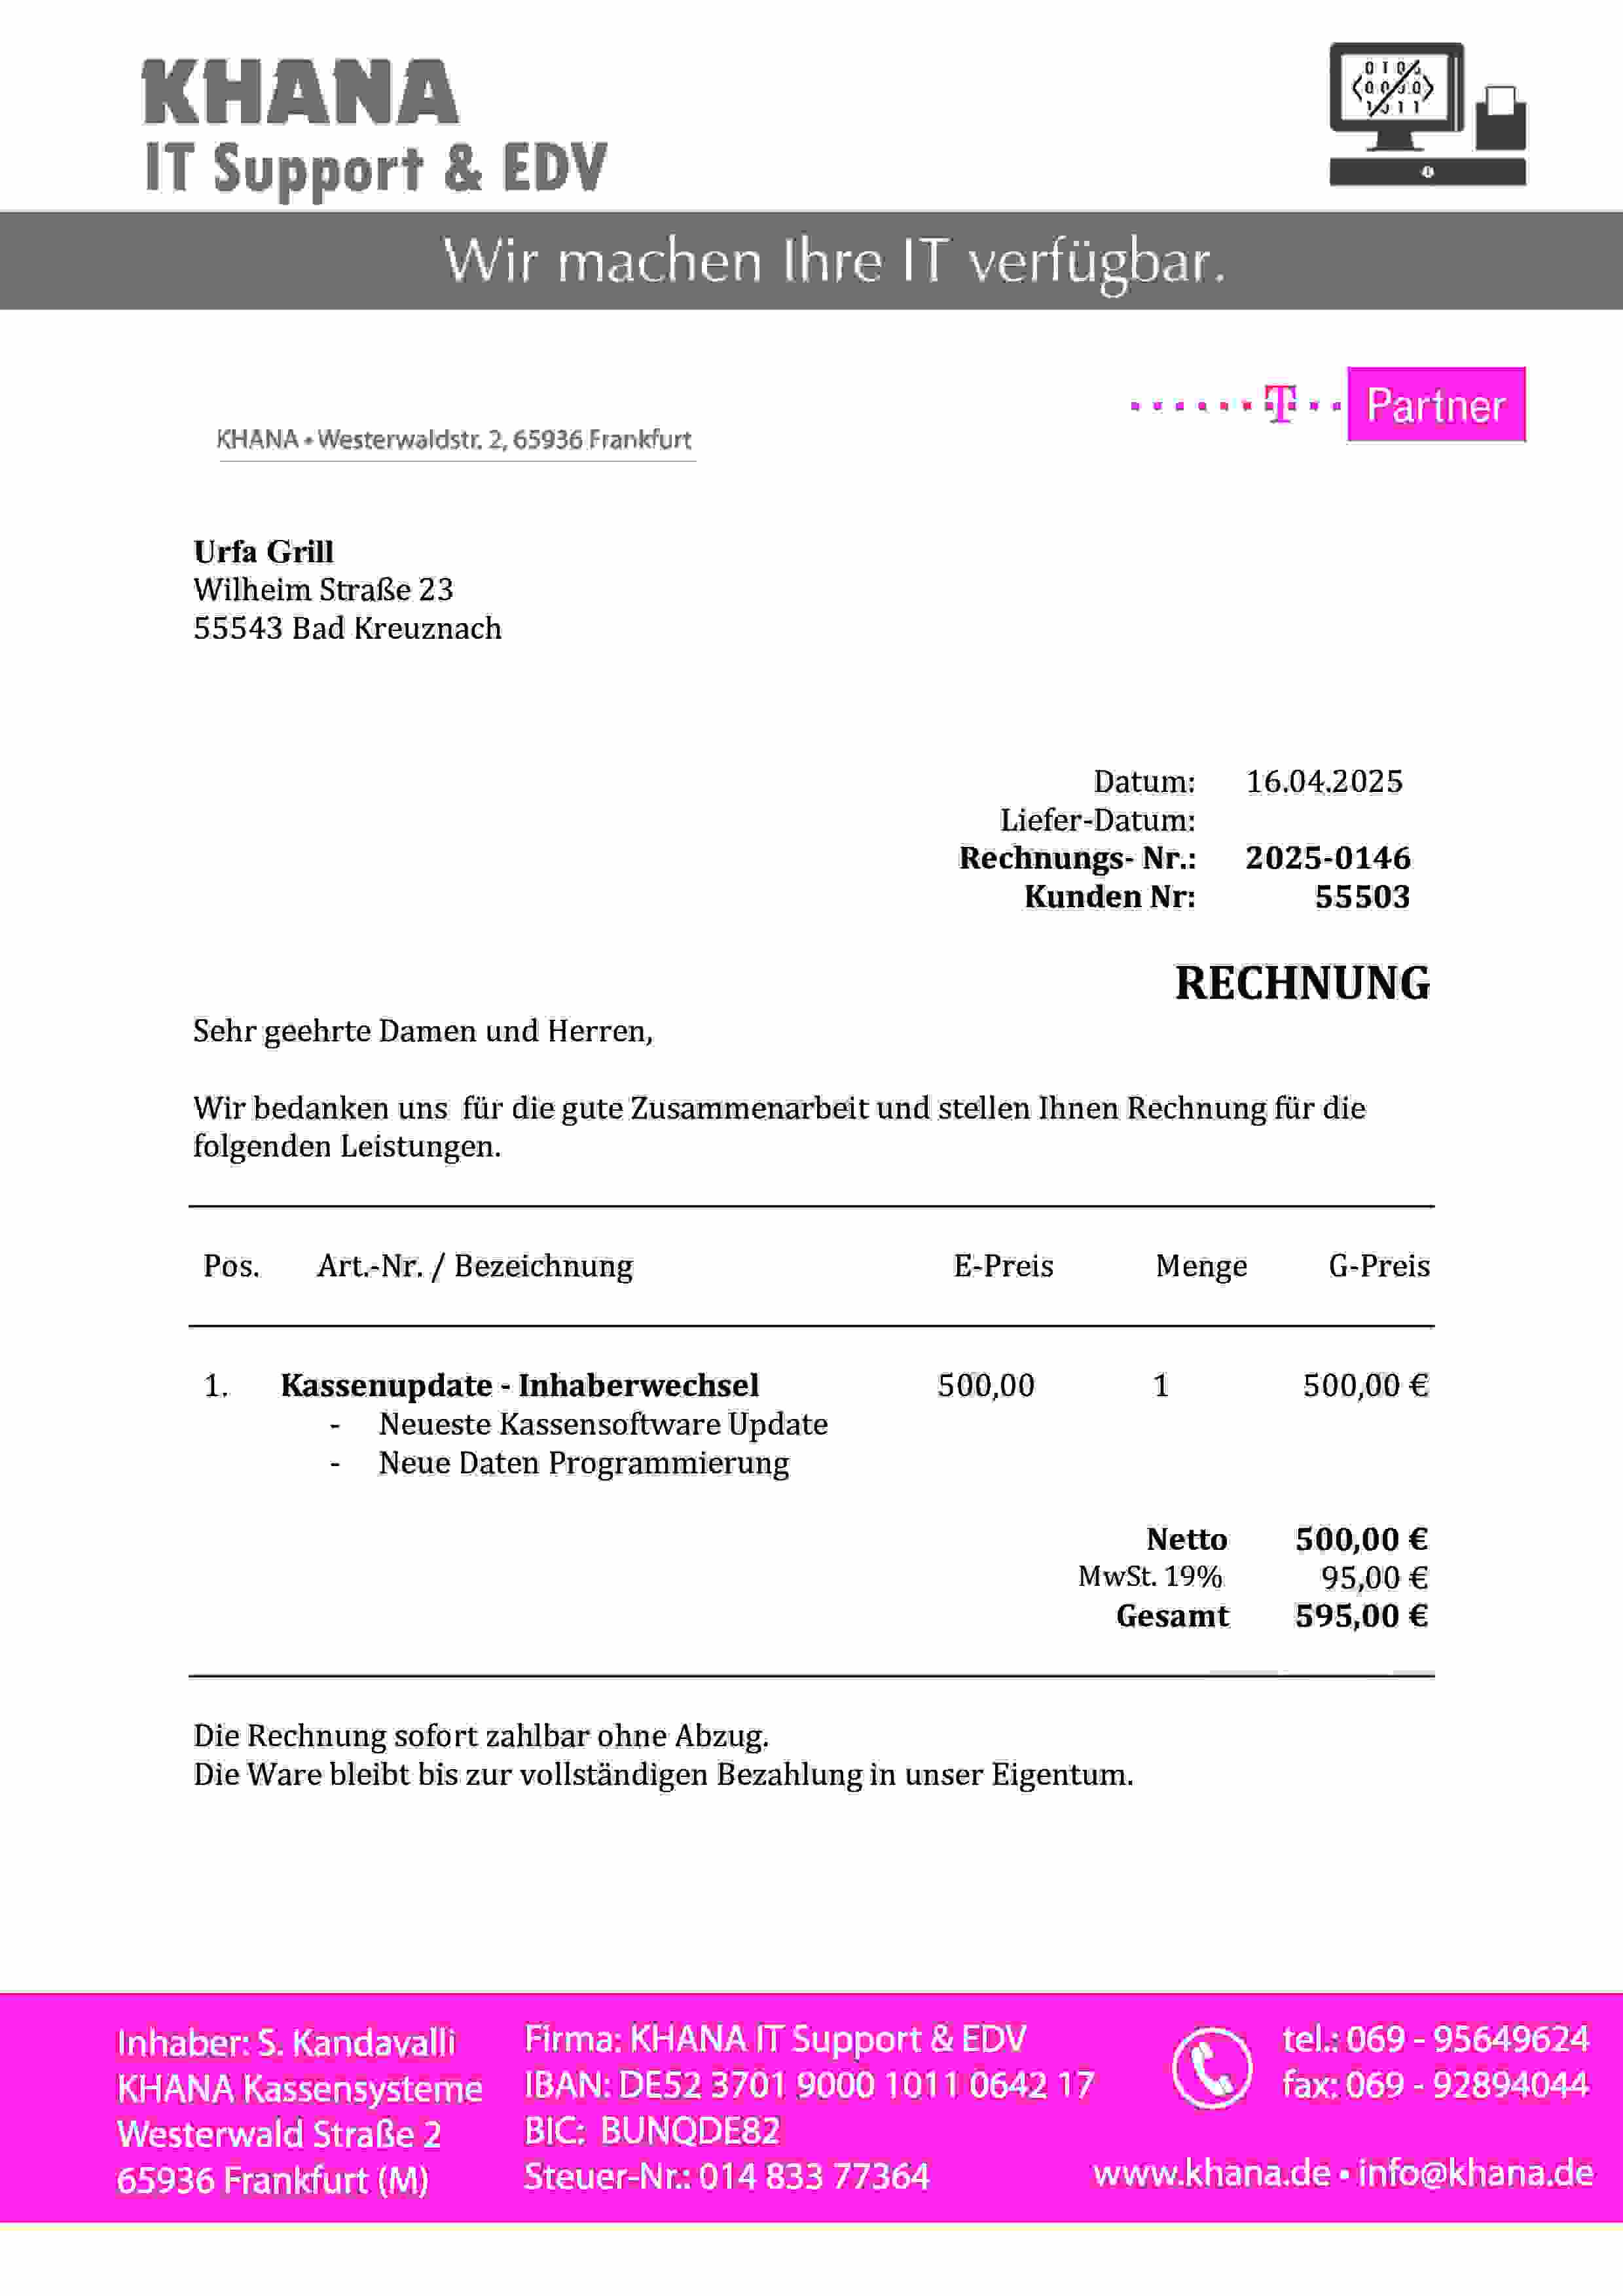 KHANA
IT Support & EDV
Wir machen Ihre IT verfügbar.
T Partner
KHANA • Westerwaldstr. 2, 65936 Frankfurt
Urfa Grill
Wilheim Straße 23
55543 Bad Kreuznach
Datum: 16.04.2025
Liefer-Datum:
Rechnungs- Nr.: 2025-0146
Kunden Nr: 55503
RECHNUNG
Sehr geehrte Damen und Herren,
Wir bedanken uns für die gute Zusammenarbeit und stellen Ihnen Rechnung für die
folgenden Leistungen.
Pos. Art.-Nr. / Bezeichnung E-Preis Menge G-Preis
1. Kassenupdate - Inhaberwechsel 500,00 1 500,00 €
- Neueste Kassensoftware Update
- Neue Daten Programmierung
Netto 500,00 €
MwSt. 19% 95,00 €
Gesamt 595,00 €
Die Rechnung sofort zahlbar ohne Abzug.
Die Ware bleibt bis zur vollständigen Bezahlung in unser Eigentum.
Inhaber: S. Kandavalli
KHANA Kassensysteme
Westerwald Straße 2
65936 Frankfurt (M)
Firma: KHANA IT Support & EDV
IBAN: DE52 3701 9000 1011 0642 17
BIC: BUNQDE82
Steuer-Nr.: 014 833 77364
tel.: 069 - 95649624
fax: 069 - 92894044
www.khana.de • info@khana.de